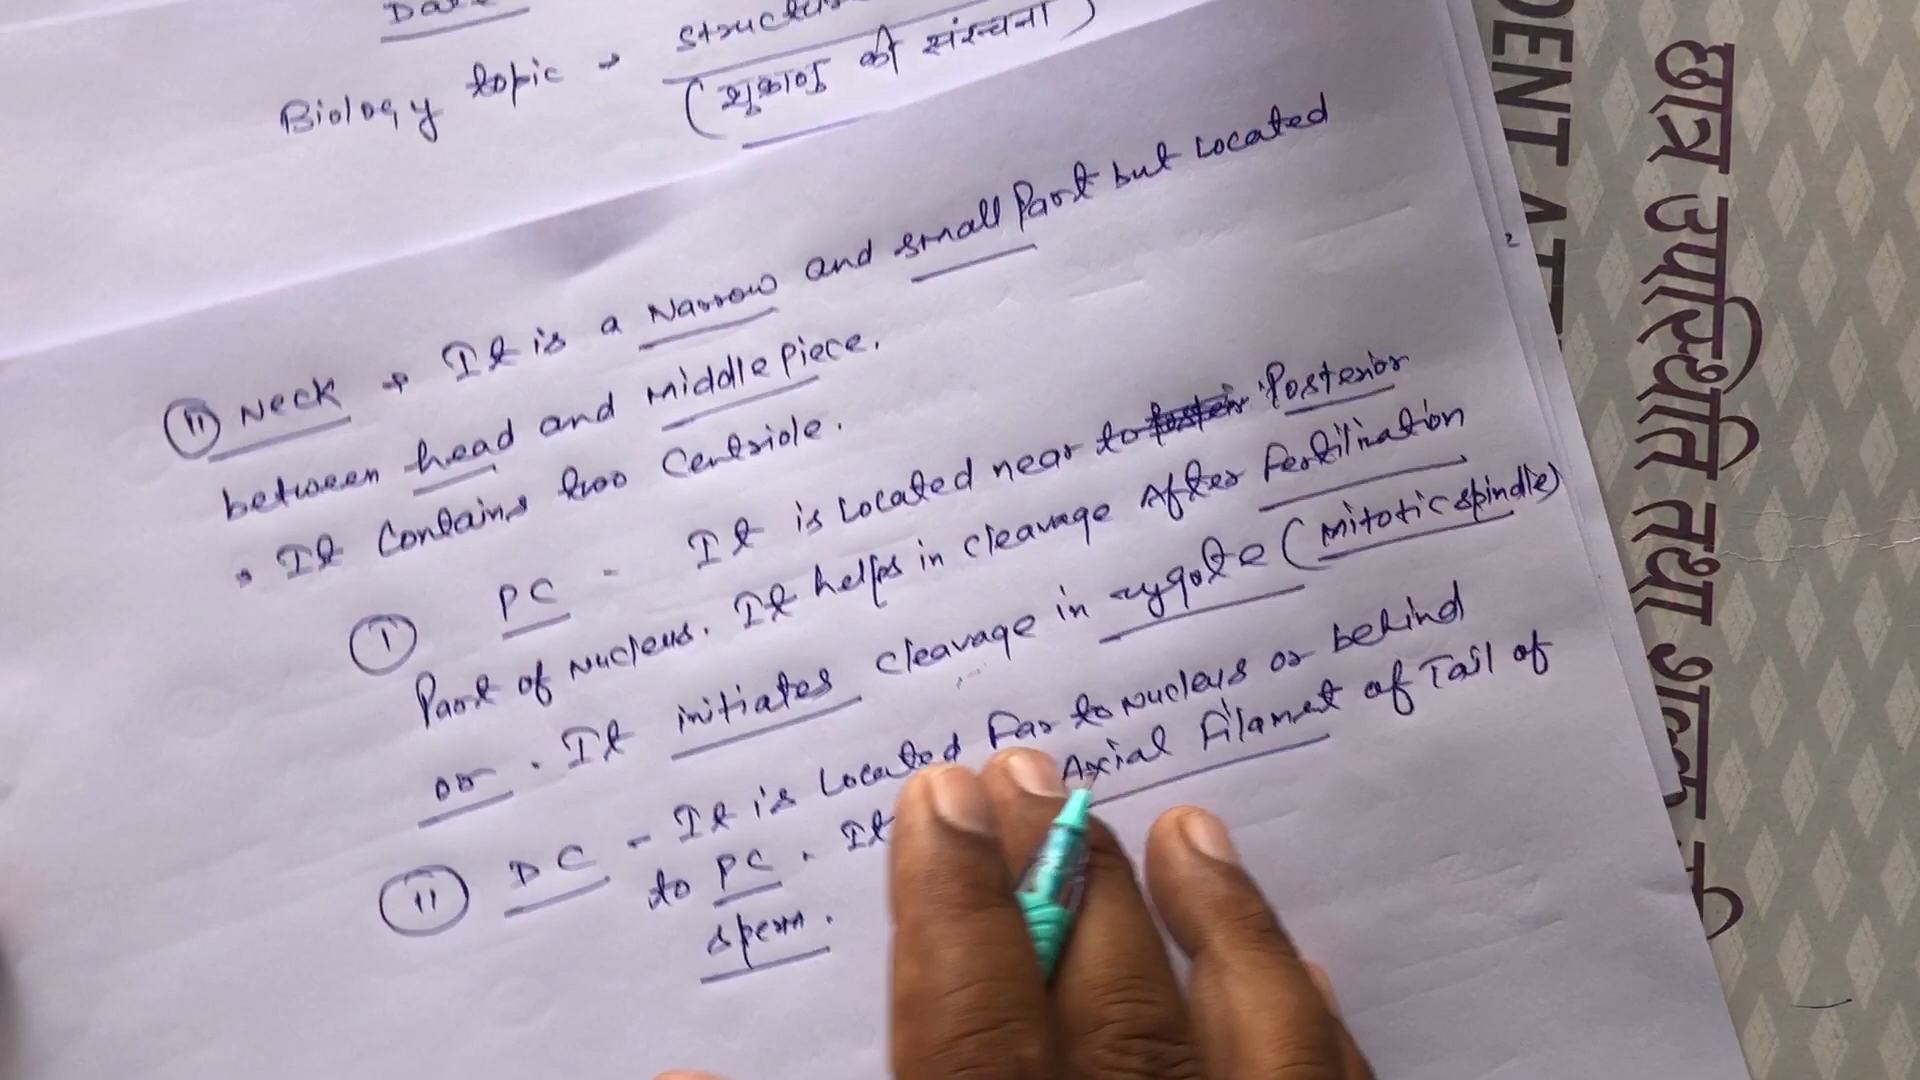 Biology topic →
(शुक्राणु की संरचना)
(ii) Neck → It is a Narrow and small Part but Located
between head and middle piece.
• It Contains two Centriole.
(I) PC - It is Located near to Posterior
Part of Nucleus. It helps in cleavage After Fertilization
or . It initiates cleavage in zygote (mitotic spindle)
(ii) DC - It is Located Far to Nucleus or behind
to PC . It Axial Filament of Tail of
sperm.
DENT
छात्र उपस्थिति तथा